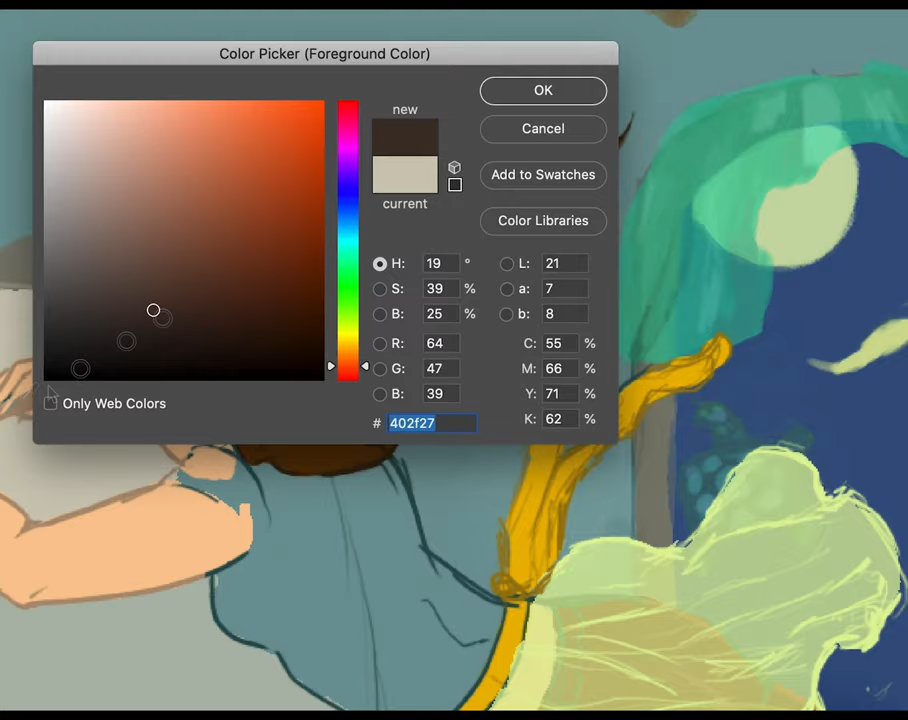 Color Picker (Foreground Color)
new
current
OK
Cancel
Add to Swatches
Color Libraries
H: 19 °
S: 39 %
B: 25 %
R: 64
G: 47
B: 39
# 402f27
L: 21
a: 7
b: 8
C: 55 %
M: 66 %
Y: 71 %
K: 62 %
Only Web Colors